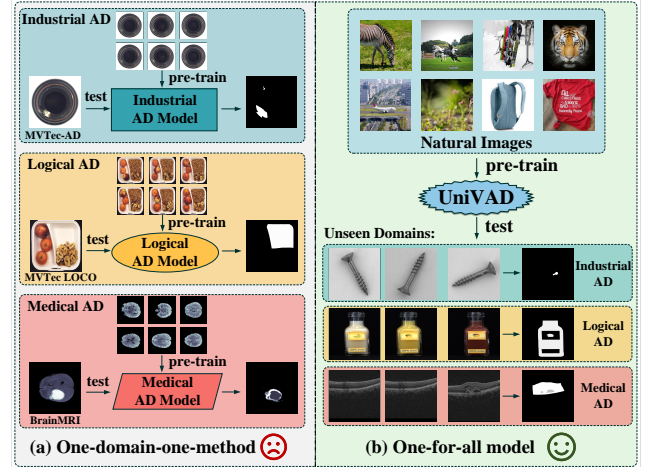 Industrial AD
pre-train
test
Industrial
AD Model
MVTec-AD
Logical AD
pre-train
test
Logical
AD Model
MVTec LOCO
Medical AD
pre-train
test
Medical
AD Model
BrainMRI
(a) One-domain-one-method
Natural Images
pre-train
UniVAD
test
Unseen Domains:
Industrial
AD
Logical
AD
Medical
AD
(b) One-for-all model